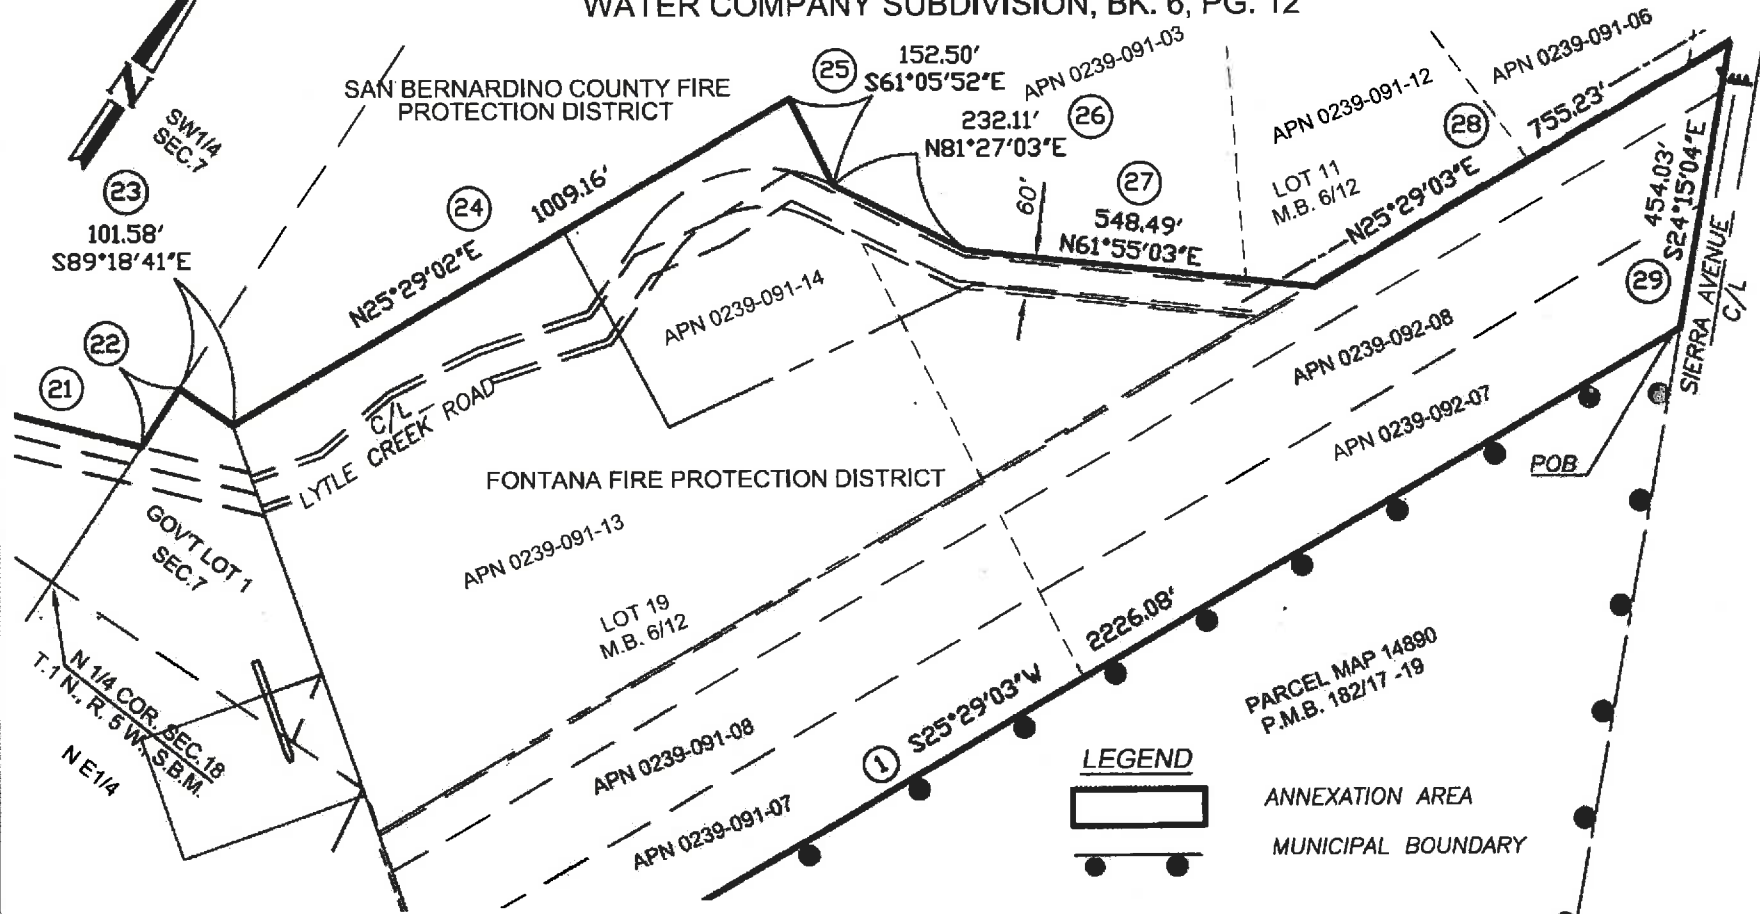 WATER COMPANY SUBDIVISION, BK. 6, PG. 12
N
SW1/4
SEC.7
SAN BERNARDINO COUNTY FIRE
PROTECTION DISTRICT
25
152.50'
S61°05'52"E
APN 0239-091-03
232.11'
N81°27'03"E
26
APN 0239-091-12
APN 0239-091-06
28
755.23'
N25°29'03"E
LOT 11
M.B. 6/12
27
548.49'
N61°55'03"E
60'
23
101.58'
S89°18'41"E
24
1009.16'
N25°29'02"E
22
21
454.03'
S24°15'04"E
29
SIERRA AVENUE
C/L
APN 0239-091-14
C/L
LYTLE CREEK ROAD
APN 0239-092-08
APN 0239-092-07
POB
FONTANA FIRE PROTECTION DISTRICT
APN 0239-091-13
GOV'T LOT 1
SEC.7
LOT 19
M.B. 6/12
N 1/4 COR. SEC.18
T. 1 N., R. 5 W., S.B.M.
N E1/4
2226.08'
1
S25°29'03"W
PARCEL MAP 14890
P.M.B. 182/17 -19
APN 0239-091-08
APN 0239-091-07
LEGEND
ANNEXATION AREA
MUNICIPAL BOUNDARY